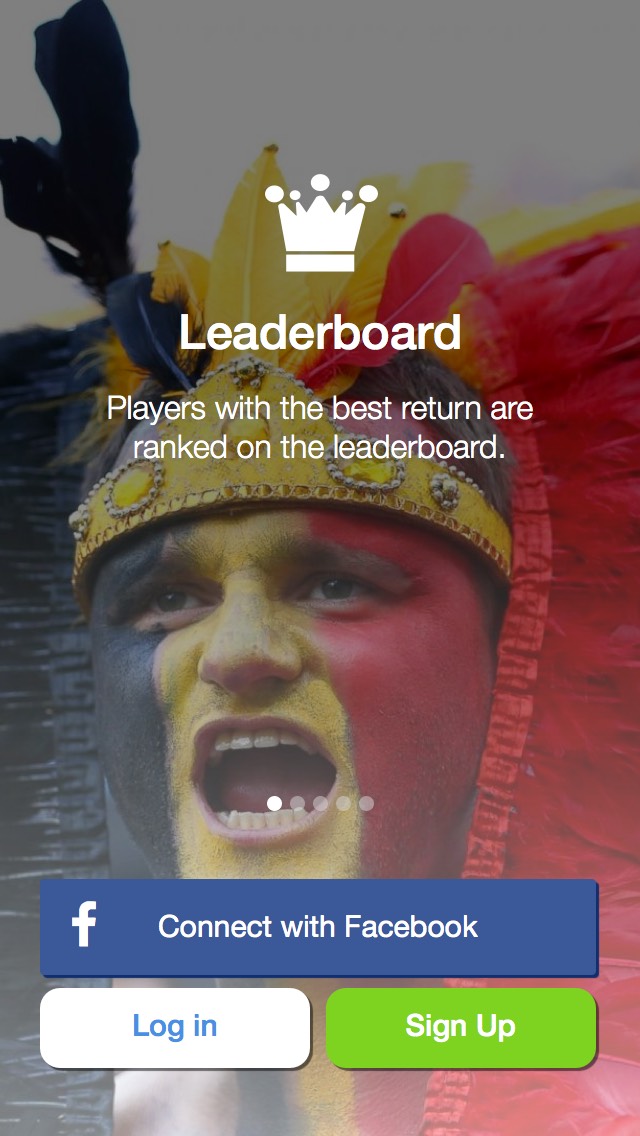 Leaderboard
Players with the best return are
ranked on the leaderboard.
Connect with Facebook
Log in
Sign Up